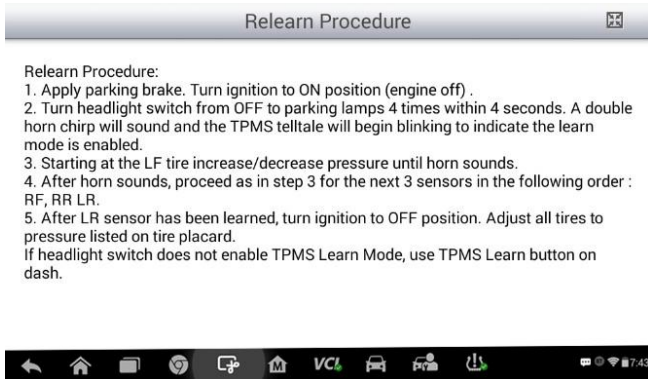 Relearn Procedure
Relearn Procedure:
1. Apply parking brake. Turn ignition to ON position (engine off) .
2. Turn headlight switch from OFF to parking lamps 4 times within 4 seconds. A double
horn chirp will sound and the TPMS telltale will begin blinking to indicate the learn
mode is enabled.
3. Starting at the LF tire increase/decrease pressure until horn sounds.
4. After horn sounds, proceed as in step 3 for the next 3 sensors in the following order :
RF, RR LR.
5. After LR sensor has been learned, turn ignition to OFF position. Adjust all tires to
pressure listed on tire placard.
If headlight switch does not enable TPMS Learn Mode, use TPMS Learn button on
dash.
M VCI 7:43